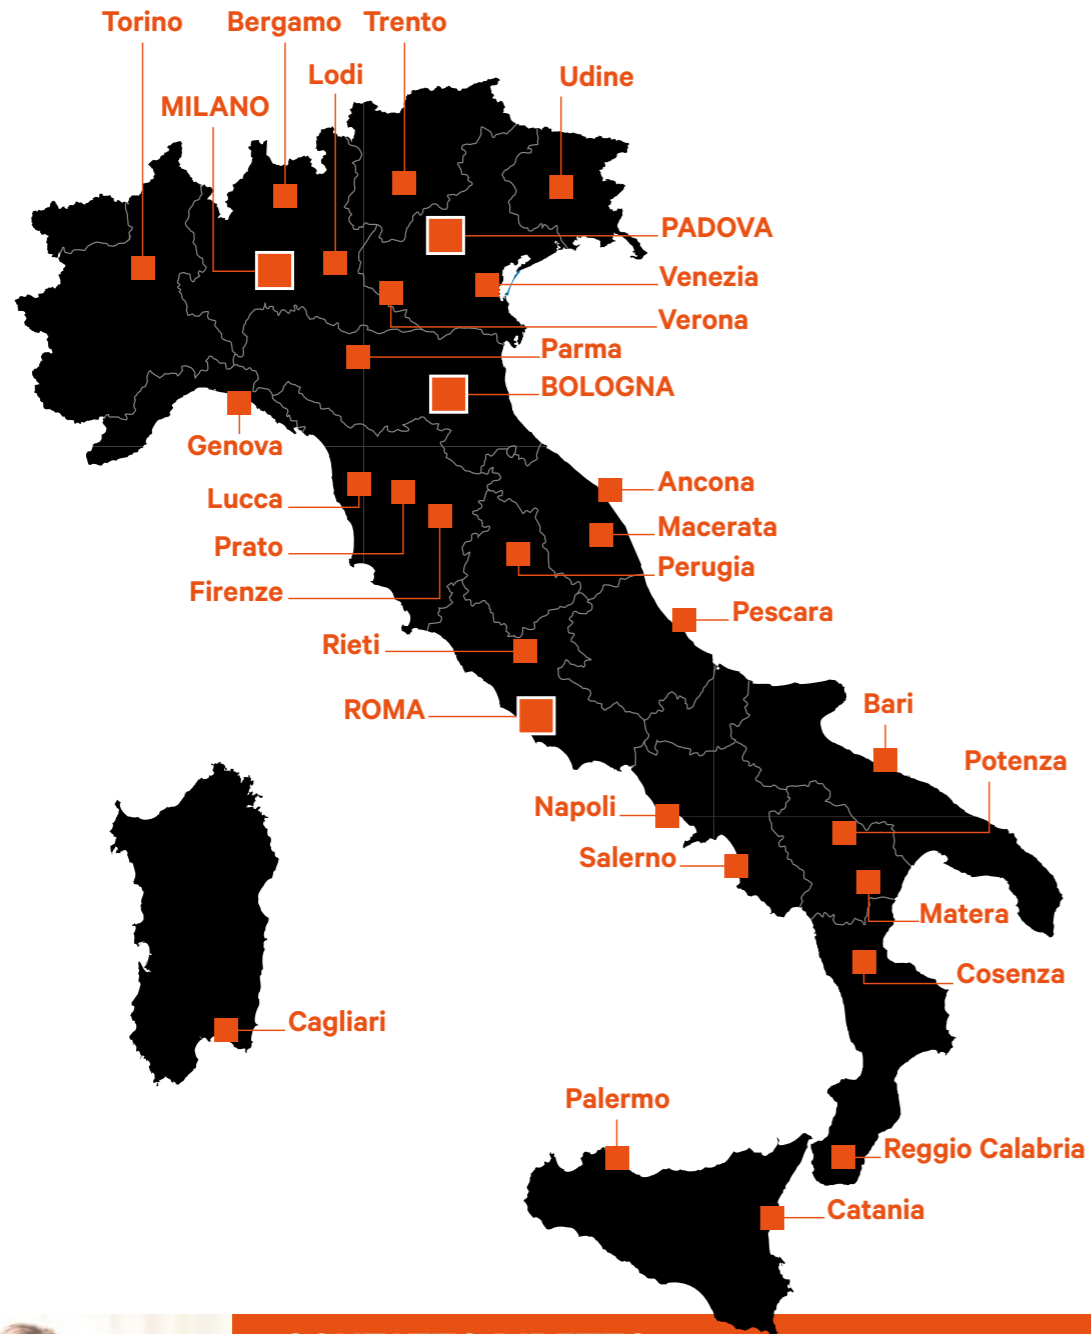 Torino
Bergamo
Trento
Lodi
Udine
MILANO
PADOVA
Venezia
Verona
Parma
BOLOGNA
Genova
Ancona
Lucca
Macerata
Prato
Perugia
Firenze
Pescara
Rieti
ROMA
Bari
Potenza
Napoli
Salerno
Matera
Cosenza
Cagliari
Palermo
Reggio Calabria
Catania